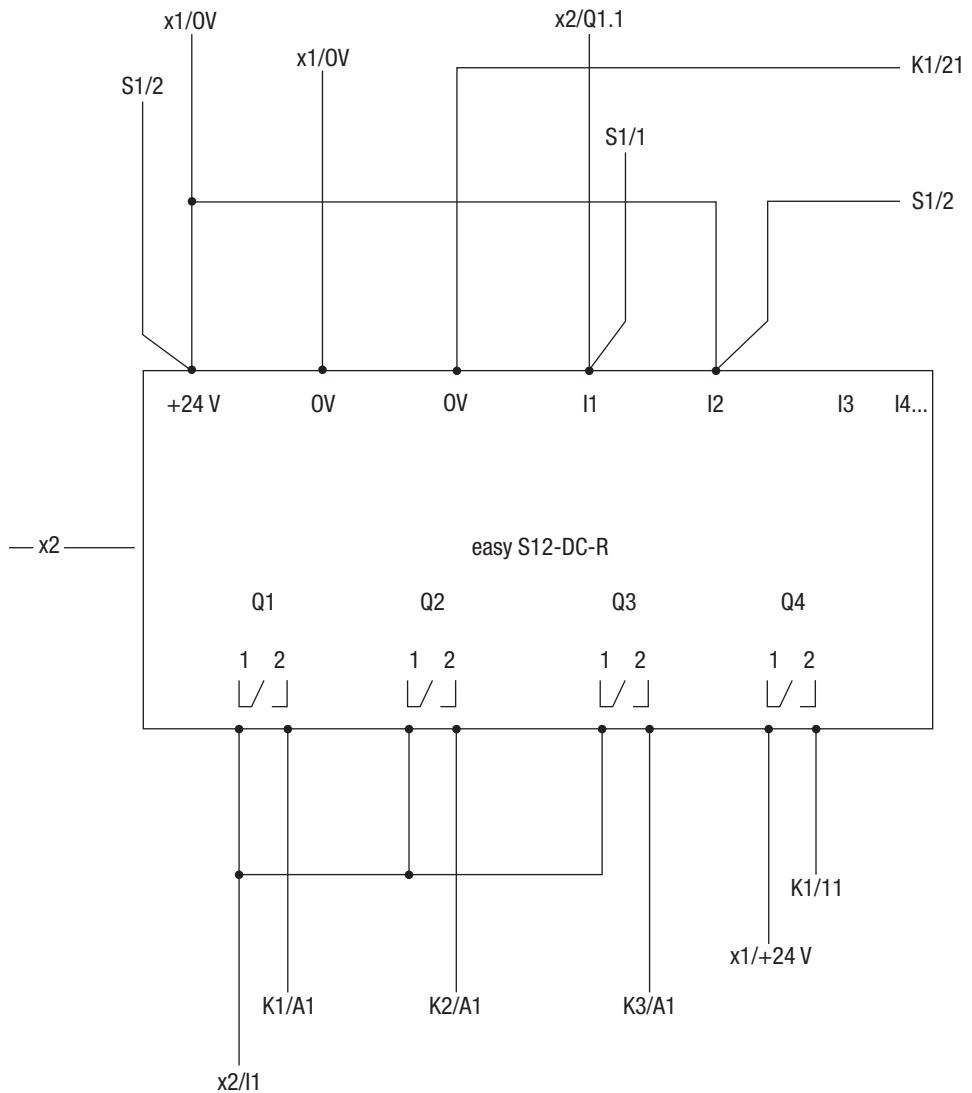 x1/0V
x2/Q1.1
x1/0V
K1/21
S1/2
S1/1
S1/2
+24 V 0V 0V I1 I2 I3 I4...
x2
easy S12-DC-R
Q1 Q2 Q3 Q4
1 2 1 2 1 2 1 2
K1/11
x1/+24 V
K1/A1 K2/A1 K3/A1
x2/I1